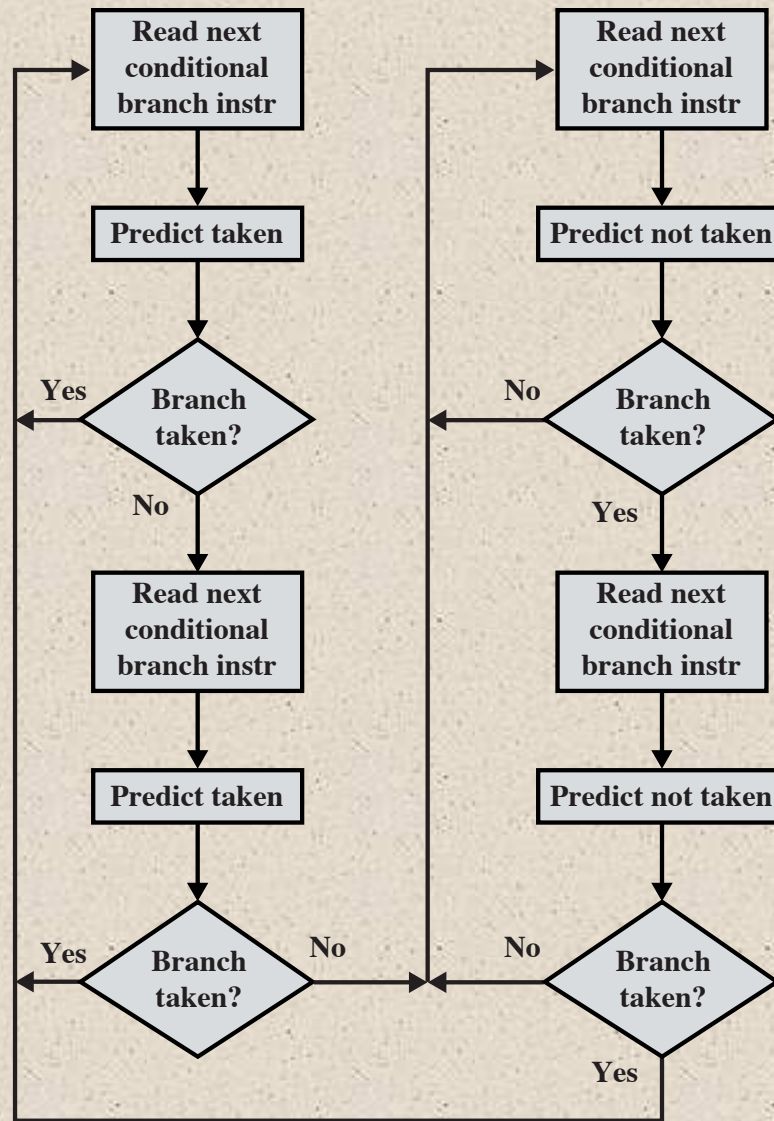 Read next
conditional
branch instr
Predict taken
Yes
Branch
taken?
No
Read next
conditional
branch instr
Predict taken
Yes
Branch
taken?
No
Read next
conditional
branch instr
Predict not taken
No
Branch
taken?
Yes
Read next
conditional
branch instr
Predict not taken
No
Branch
taken?
Yes